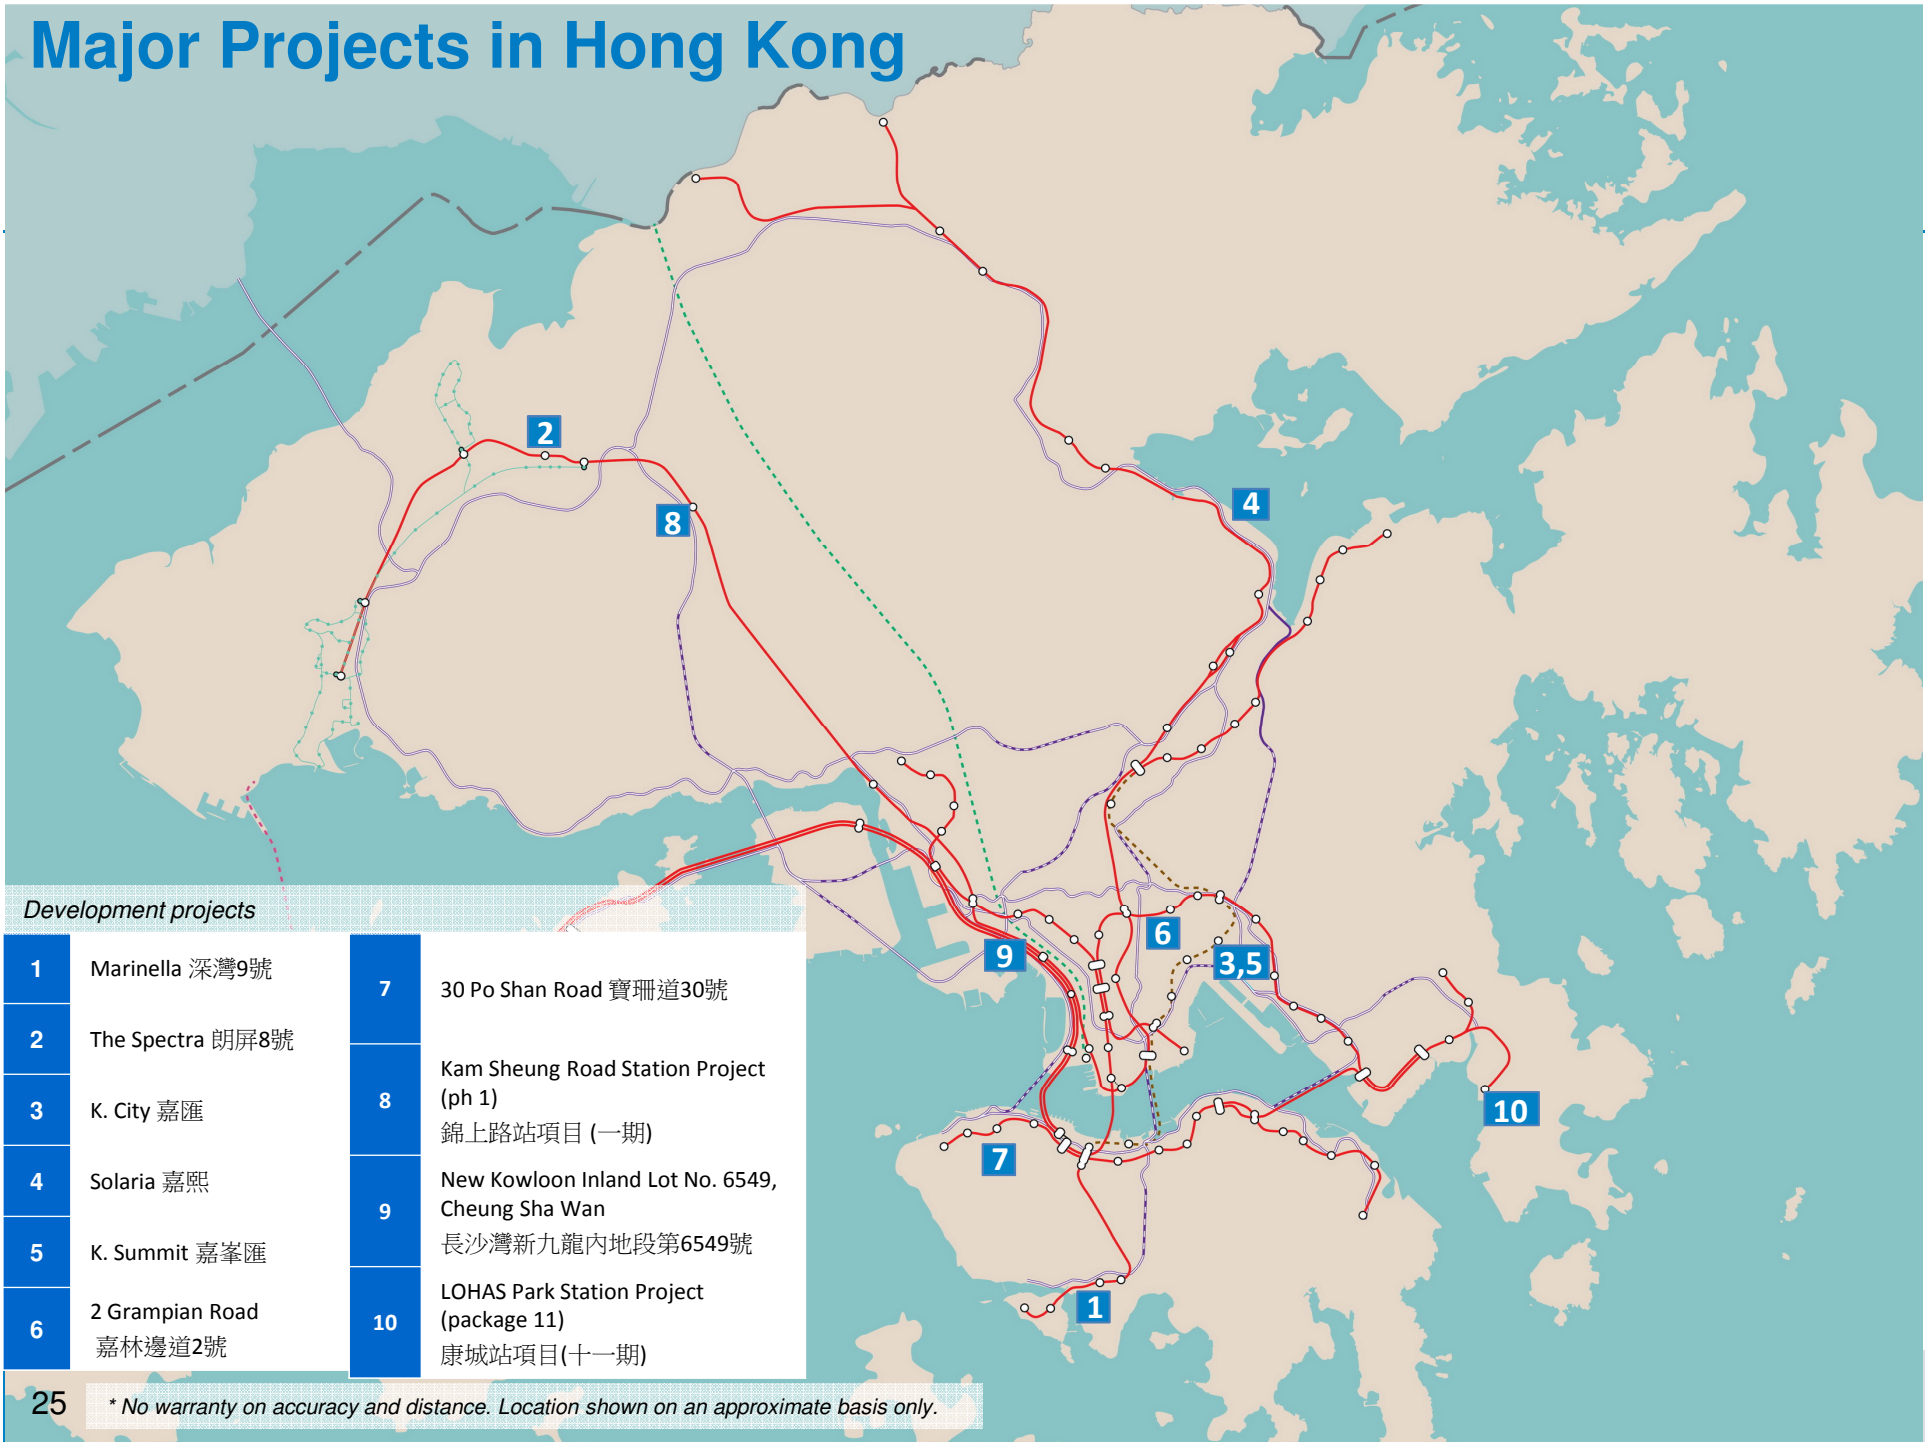 Major Projects in Hong Kong
2
8
4
9
6
3,5
10
7
1
Development projects
1
Marinella 深灣9號
2
The Spectra 朗屏8號
3
K. City 嘉匯
4
Solaria 嘉熙
5
K. Summit 嘉峯匯
6
2 Grampian Road
嘉林邊道2號
7
30 Po Shan Road 寶珊道30號
8
Kam Sheung Road Station Project
(ph 1)
錦上路站項目 (一期)
9
New Kowloon Inland Lot No. 6549,
Cheung Sha Wan
長沙灣新九龍內地段第6549號
10
LOHAS Park Station Project
(package 11)
康城站項目(十一期)
25
* No warranty on accuracy and distance. Location shown on an approximate basis only.